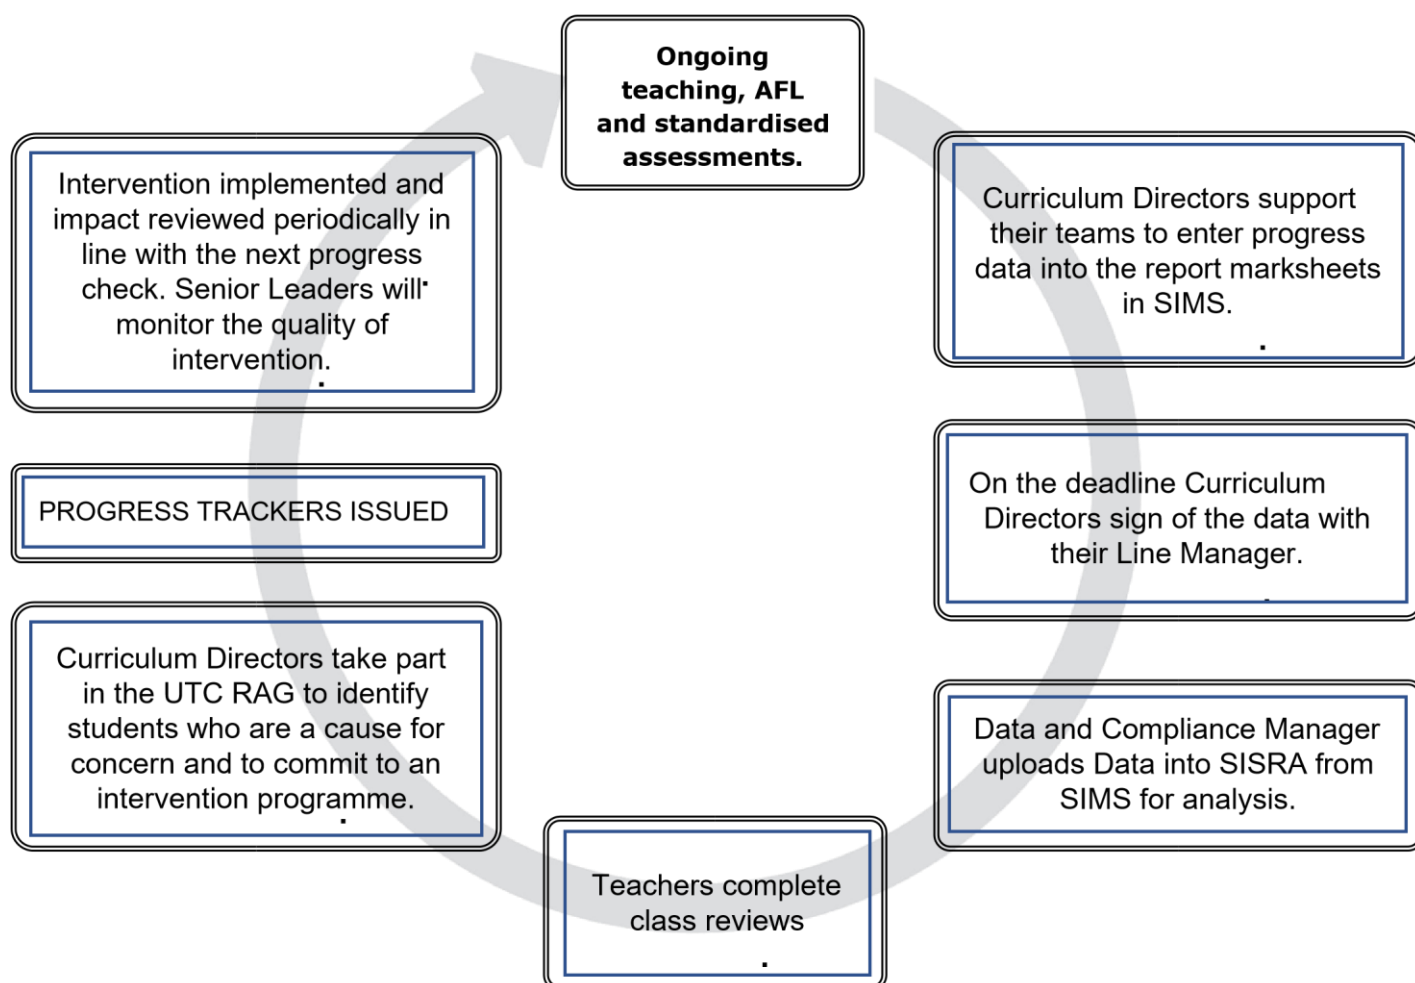 Ongoing
teaching, AFL
and standardised
assessments.
Curriculum Directors support
their teams to enter progress
data into the report marksheets
in SIMS.
.
On the deadline Curriculum
Directors sign of the data with
their Line Manager.
.
Data and Compliance Manager
uploads Data into SISRA from
SIMS for analysis.
Teachers complete
class reviews
.
Curriculum Directors take part
in the UTC RAG to identify
students who are a cause for
concern and to commit to an
intervention programme.
.
PROGRESS TRACKERS ISSUED
Intervention implemented and
impact reviewed periodically in
line with the next progress
check. Senior Leaders will.
monitor the quality of
intervention.
.